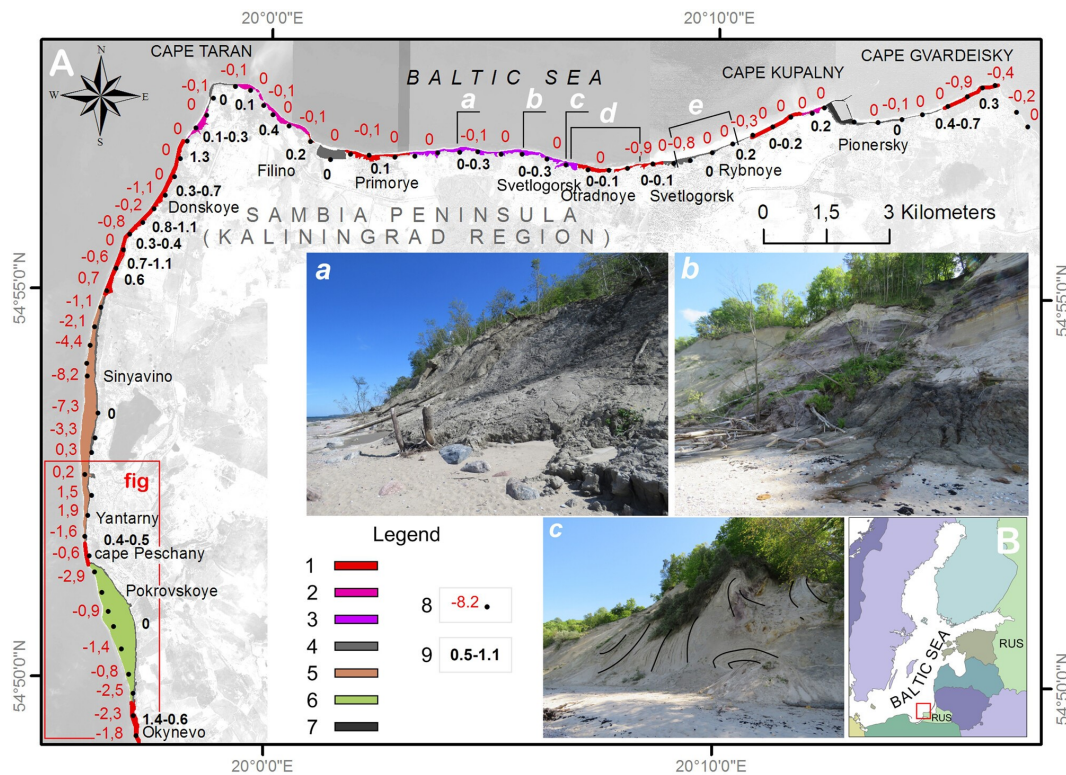 20°0'0"E
20°10'0"E
A
N
W
E
S
CAPE TARAN
BALTIC SEA
CAPE KUPALNY
CAPE GVARDEISKY
a
b
c
d
e
-0,1
-0,1
0
-0,1
0
0
-0,1
0
0
0
-0,1
0
0
0
0
0
-0,9
0
-0,8
0
-0,3
0
0
0
0
0
-0,1
0
0
-0,9
-0,4
-0,2
0
0
0.1
0.4
0.1-0.3
0.2
0
0.1
0-0.3
0-0.3
0-0.1
0-0.1
0
0.2
0-0.2
0.2
0
0.4-0.7
0.3
Filino
Primorye
Svetlogorsk
Otradnoye
Svetlogorsk
Rybnoye
Pionersky
0
0
0
0
-1,1
-0,2
-0,8
0
-0,6
0,7
-1,1
-2,1
-4,4
-8,2
-7,3
-3,3
0,3
1.3
0.3-0.7
Donskoye
0.8-1.1
0.3-0.4
0.7-1.1
0.6
SAMBIA PENINSULA
(KALININGRAD REGION)
0 1,5 3 Kilometers
54°55'0"N
54°55'0"N
Sinyavino
0
fig
0,2
1,5
1,9
-1,6
-0,6
-2,9
-0,9
-1,4
-0,8
-2,5
-2,3
-1,8
Yantarny
0.4-0.5
cape Peschany
Pokrovskoye
0
1.4-0.6
Okynevo
54°50'0"N
54°50'0"N
a
b
c
Legend
1
2
3
4
5
6
7
8 -8.2
9 0.5-1.1
B
BALTIC SEA
RUS
RUS
20°0'0"E
20°10'0"E